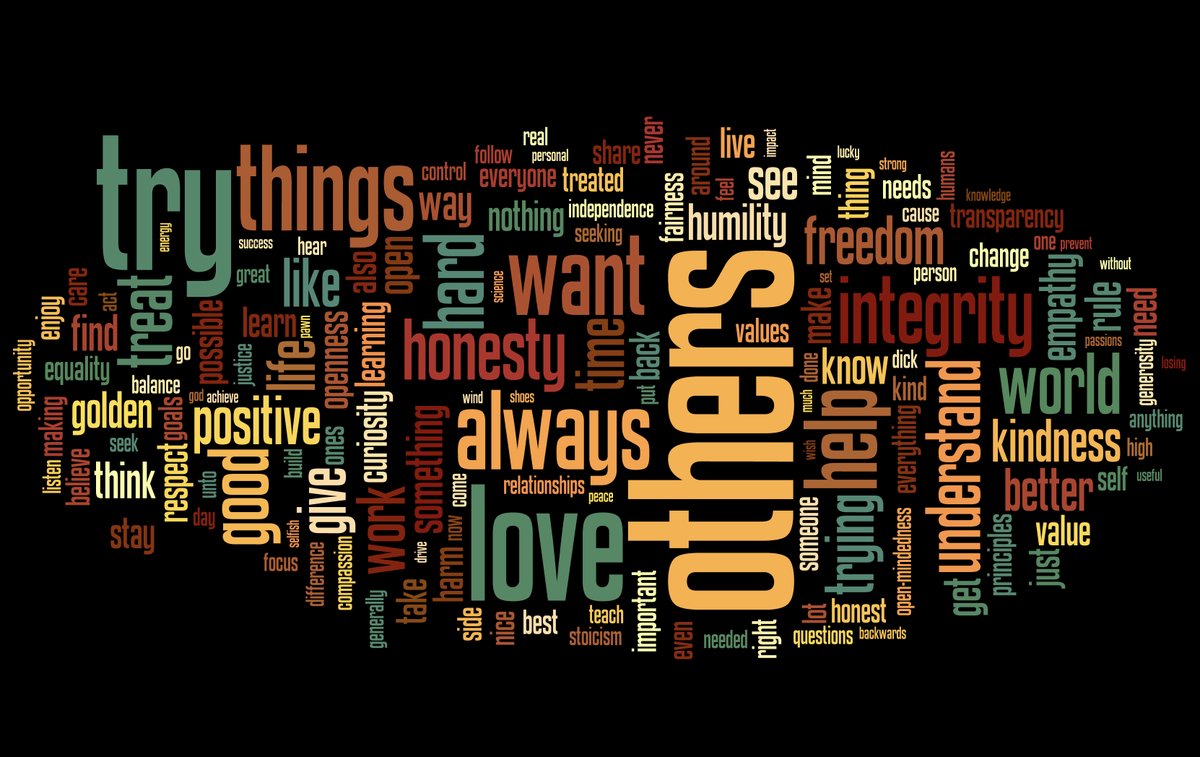 try
things
control
way
follow
real
personal
everyone
share
never
treated
nothing
independence
seeking
around
feel
live
impact
see
fairness
humility
mind
lucky
thing
strong
needs
cause
humans
knowledge
transparency
freedom
person
change
one
prevent
without
energy
success
hear
great
like
also
open
hard
science
want
others
values
set
make
integrity
empathy
rule
passions
need
generosity
losing
enjoy
care
act
find
treat
possible
learn
pawn
life
openness
learning
honesty
time
back
put
done
much
know
dick
kind
understand
world
anything
opportunity
equality
go
justice
balance
god
achieve
golden
goals
positive
ones
curiosity
wind
shoes
always
help
wish
everything
kindness
high
making
seek
listen
believe
think
respect
unto
good
build
give
something
work
come
relationships
peace
love
someone
trying
open-mindedness
better
self
useful
stay
day
selfish
focus
difference
compassion
drive
harm
now
principles
value
just
get
generally
take
side
nice
best
teach
stoicism
important
even
needed
right
lot
honest
questions
backwards